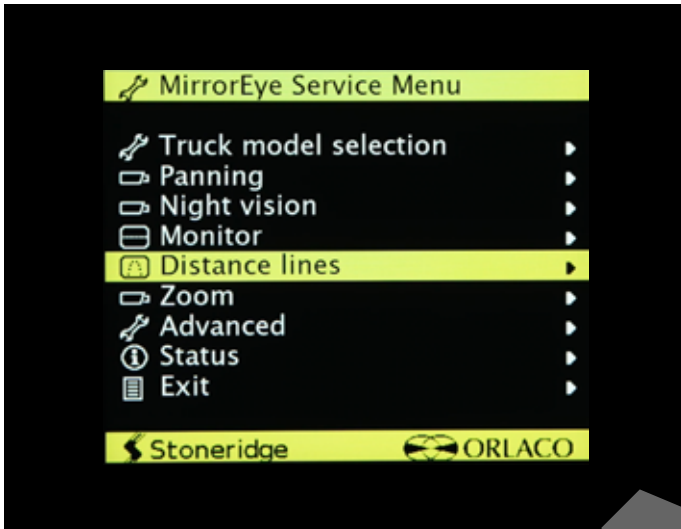 MirrorEye Service Menu
Truck model selection
Panning
Night vision
Monitor
Distance lines
Zoom
Advanced
Status
Exit
Stoneridge ORLACO